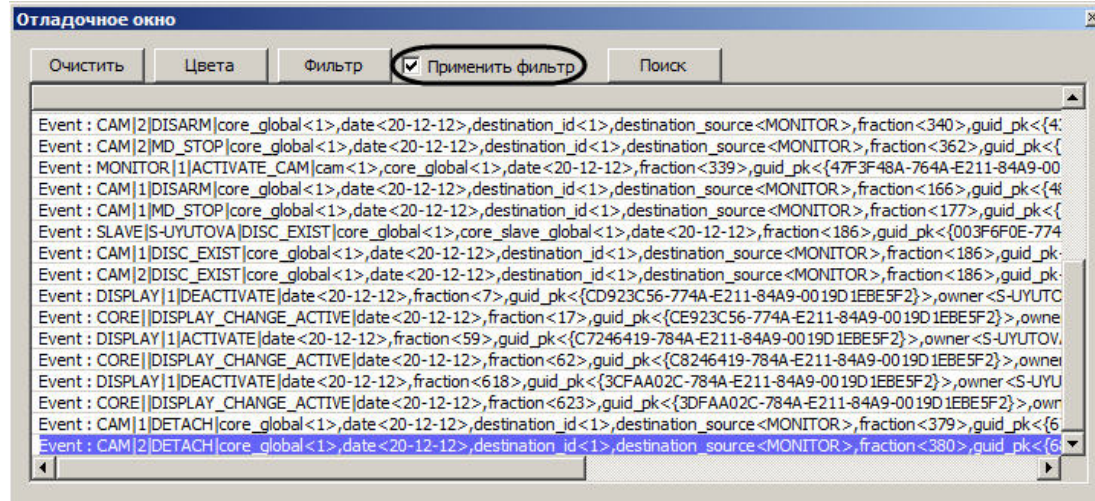 Отладочное окно
Очистить Цвета Фильтр Применить фильтр Поиск
Event : CAM|2|DISARM|core_global<1>,date<20-12-12>,destination_id<1>,destination_source<MONITOR>,fraction<340>,guid_pk<{4
Event : CAM|2|MD_STOP|core_global<1>,date<20-12-12>,destination_id<1>,destination_source<MONITOR>,fraction<362>,guid_pk<{
Event : MONITOR|1|ACTIVATE_CAM|cam<1>,core_global<1>,date<20-12-12>,fraction<339>,guid_pk<{47F3F48A-764A-E211-84A9-00
Event : CAM|1|DISARM|core_global<1>,date<20-12-12>,destination_id<1>,destination_source<MONITOR>,fraction<166>,guid_pk<{48
Event : CAM|1|MD_STOP|core_global<1>,date<20-12-12>,destination_id<1>,destination_source<MONITOR>,fraction<177>,guid_pk<{
Event : SLAVE|S-UYUTOVA|DISC_EXIST|core_global<1>,core_slave_global<1>,date<20-12-12>,fraction<186>,guid_pk<{003F6F0E-774
Event : CAM|1|DISC_EXIST|core_global<1>,date<20-12-12>,destination_id<1>,destination_source<MONITOR>,fraction<186>,guid_pk
Event : CAM|2|DISC_EXIST|core_global<1>,date<20-12-12>,destination_id<1>,destination_source<MONITOR>,fraction<186>,guid_pk
Event : DISPLAY|1|DEACTIVATE|date<20-12-12>,fraction<7>,guid_pk<{CD923C56-774A-E211-84A9-0019D1EBE5F2}>,owner<S-UYUTO
Event : CORE||DISPLAY_CHANGE_ACTIVE|date<20-12-12>,fraction<17>,guid_pk<{CE923C56-774A-E211-84A9-0019D1EBE5F2}>,owne
Event : DISPLAY|1|ACTIVATE|date<20-12-12>,fraction<59>,guid_pk<{C7246419-784A-E211-84A9-0019D1EBE5F2}>,owner<S-UYUTOV
Event : CORE||DISPLAY_CHANGE_ACTIVE|date<20-12-12>,fraction<62>,guid_pk<{C8246419-784A-E211-84A9-0019D1EBE5F2}>,owne
Event : DISPLAY|1|DEACTIVATE|date<20-12-12>,fraction<618>,guid_pk<{3CFAA02C-784A-E211-84A9-0019D1EBE5F2}>,owner<S-UYU
Event : CORE||DISPLAY_CHANGE_ACTIVE|date<20-12-12>,fraction<623>,guid_pk<{3DFAA02C-784A-E211-84A9-0019D1EBE5F2}>,own
Event : CAM|1|DETACH|core_global<1>,date<20-12-12>,destination_id<1>,destination_source<MONITOR>,fraction<379>,guid_pk<{6
Event : CAM|2|DETACH|core_global<1>,date<20-12-12>,destination_id<1>,destination_source<MONITOR>,fraction<380>,guid_pk<{68